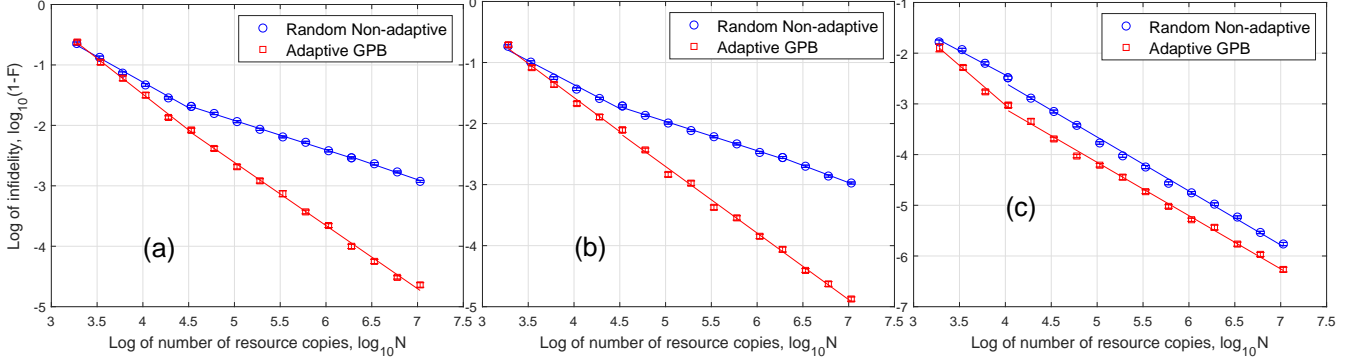 Log of infidelity, log10(1-F)
0
-1
-2
-3
-4
-5
Random Non-adaptive
Adaptive GPB
(a)
3 3.5 4 4.5 5 5.5 6 6.5 7 7.5
Log of number of resource copies, log10N
0
-1
-2
-3
-4
-5
Random Non-adaptive
Adaptive GPB
(b)
3 3.5 4 4.5 5 5.5 6 6.5 7 7.5
Log of number of resource copies, log10N
-1
-2
-3
-4
-5
-6
-7
Random Non-adaptive
Adaptive GPB
(c)
3 3.5 4 4.5 5 5.5 6 6.5 7 7.5
Log of number of resource copies, log10N